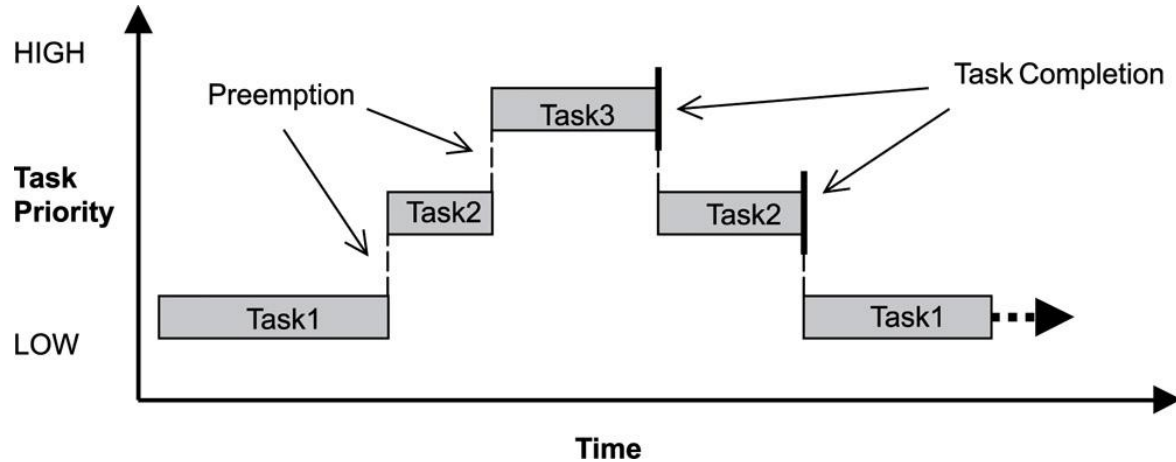 HIGH
Preemption
Task Completion
Task3
Task
Priority
Task2
Task2
Task1
Task1
LOW
Time